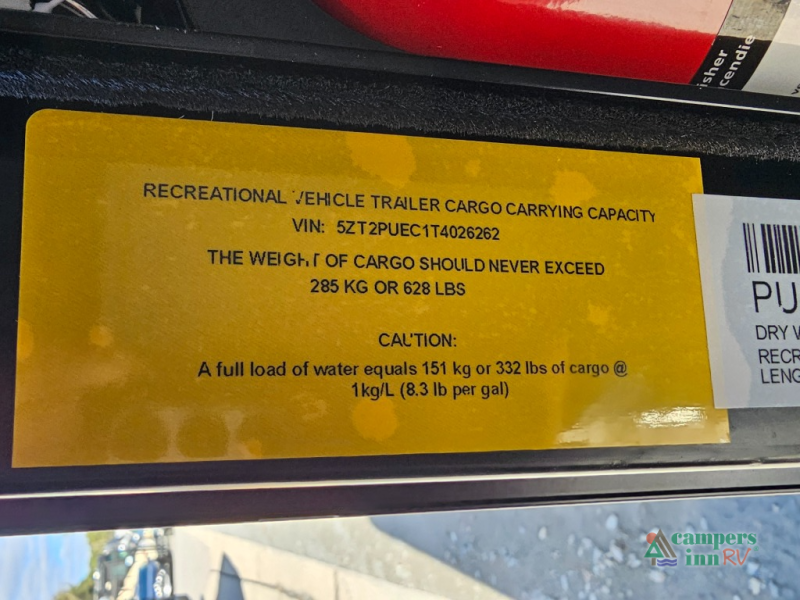 isher
cendie
RECREATIONAL VEHICLE TRAILER CARGO CARRYING CAPACITY
VIN: 5ZT2PUEC1T4026262
THE WEIGHT OF CARGO SHOULD NEVER EXCEED
285 KG OR 628 LBS
CAUTION:
A full load of water equals 151 kg or 332 lbs of cargo @
1kg/L (8.3 lb per gal)
PU
DRY W
RECR
LENG
campers
inn RV